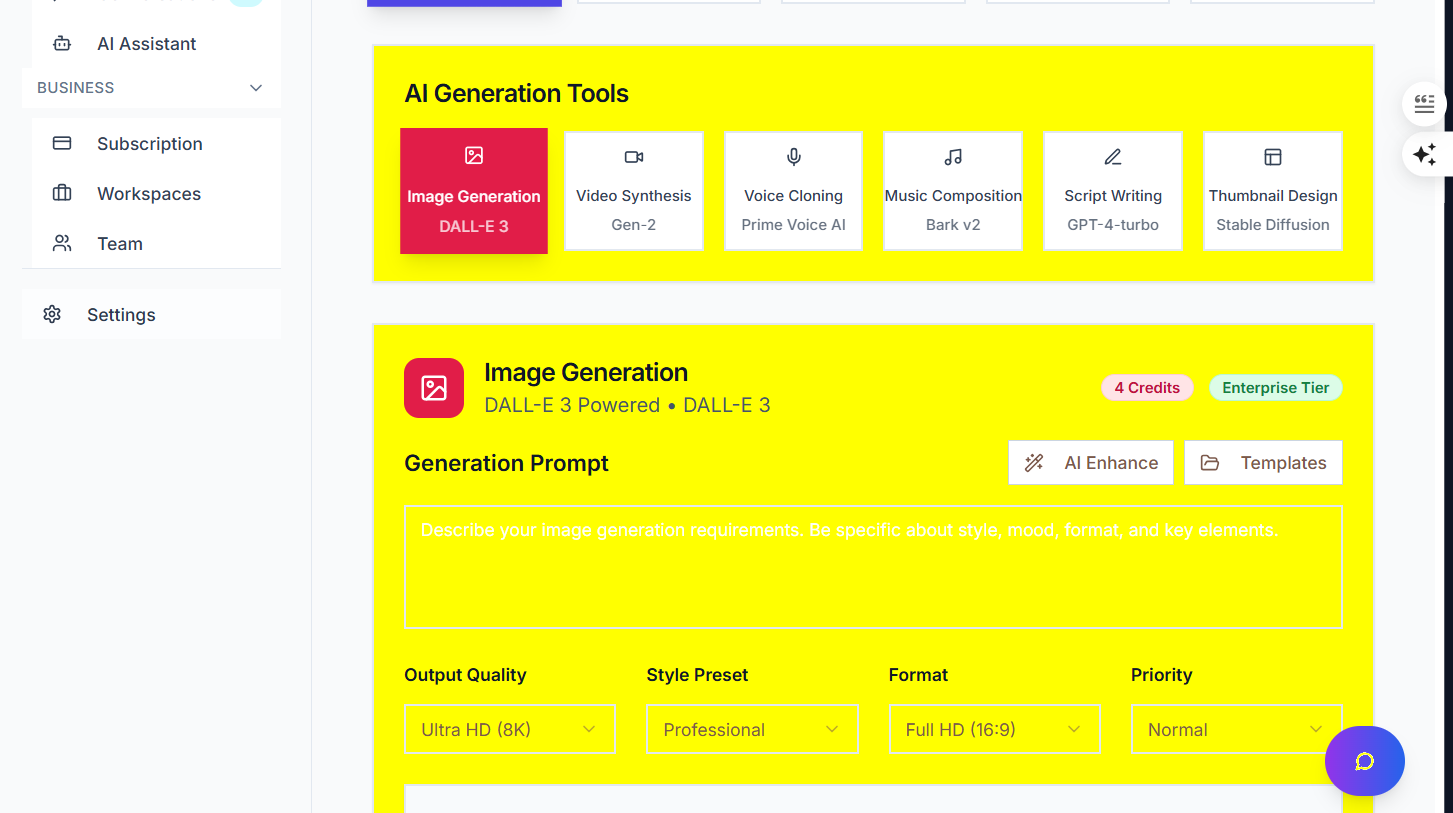 AI Assistant
BUSINESS
Subscription
Workspaces
Team
Settings
AI Generation Tools
Image Generation
DALL-E 3
Video Synthesis
Gen-2
Voice Cloning
Prime Voice AI
Music Composition
Bark v2
Script Writing
GPT-4-turbo
Thumbnail Design
Stable Diffusion
Image Generation
DALL-E 3 Powered • DALL-E 3
4 Credits
Enterprise Tier
Generation Prompt
AI Enhance
Templates
Describe your image generation requirements. Be specific about style, mood, format, and key elements.
Output Quality
Style Preset
Format
Priority
Ultra HD (8K)
Professional
Full HD (16:9)
Normal